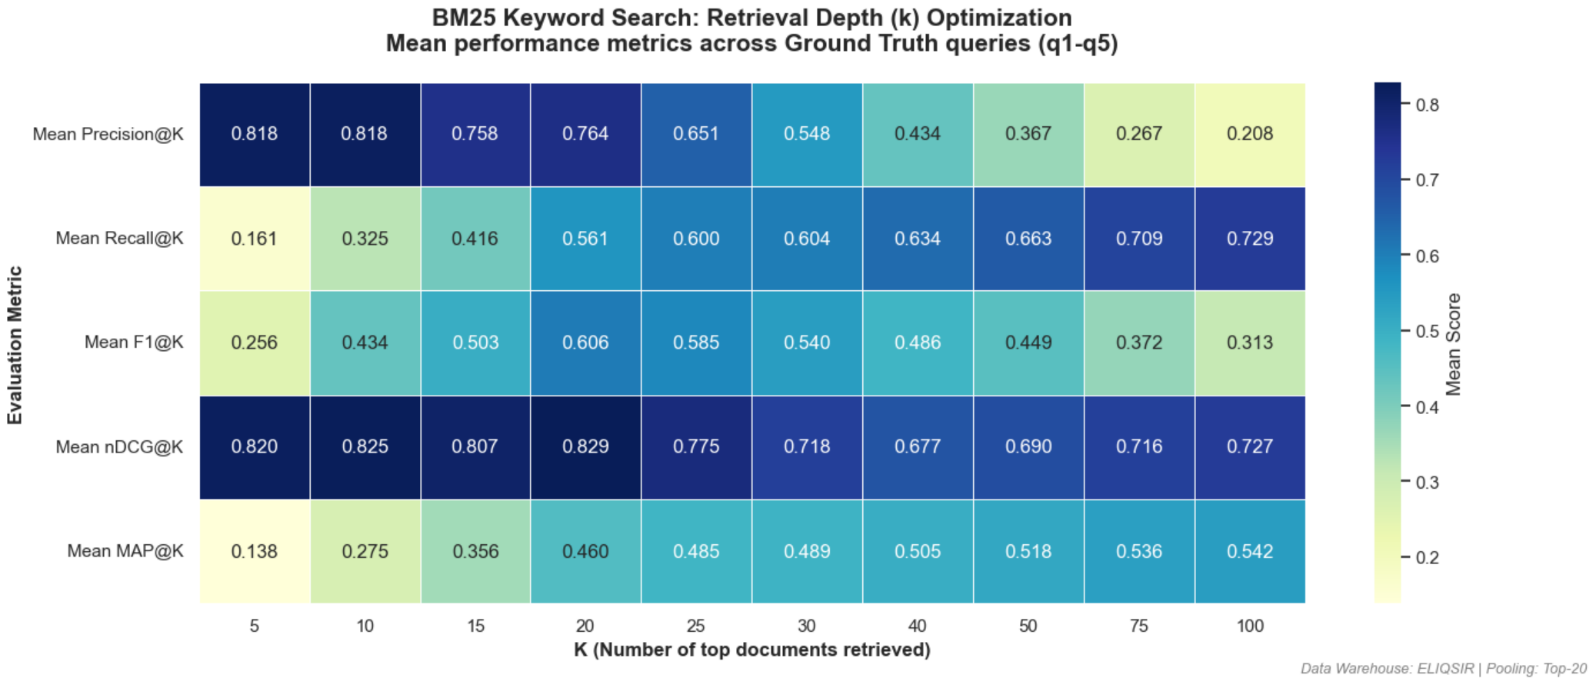 BM25 Keyword Search: Retrieval Depth (k) Optimization
Mean performance metrics across Ground Truth queries (q1-q5)
Evaluation Metric
Mean Precision@K 0.818 0.818 0.758 0.764 0.651 0.548 0.434 0.367 0.267 0.208
Mean Recall@K 0.161 0.325 0.416 0.561 0.600 0.604 0.634 0.663 0.709 0.729
Mean F1@K 0.256 0.434 0.503 0.606 0.585 0.540 0.486 0.449 0.372 0.313
Mean nDCG@K 0.820 0.825 0.807 0.829 0.775 0.718 0.677 0.690 0.716 0.727
Mean MAP@K 0.138 0.275 0.356 0.460 0.485 0.489 0.505 0.518 0.536 0.542
5 10 15 20 25 30 40 50 75 100
K (Number of top documents retrieved)
0.8
0.7
0.6
0.5
0.4
0.3
0.2
Mean Score
Data Warehouse: ELIQSIR | Pooling: Top-20